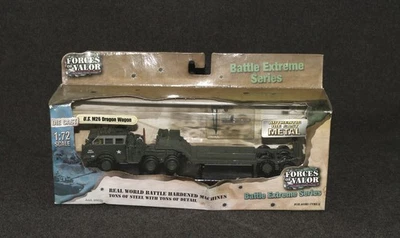 FORCES
OF VALOR
Battle Extreme
Series
U.S. M26 Dragon Wagon
DIE CAST
1:72
SCALE
METAL
REAL WORLD BATTLE HARDENED MACHINES
TONS OF STEEL WITH TONS OF DETAIL
FORCES
OF VALOR
Battle Extreme Series